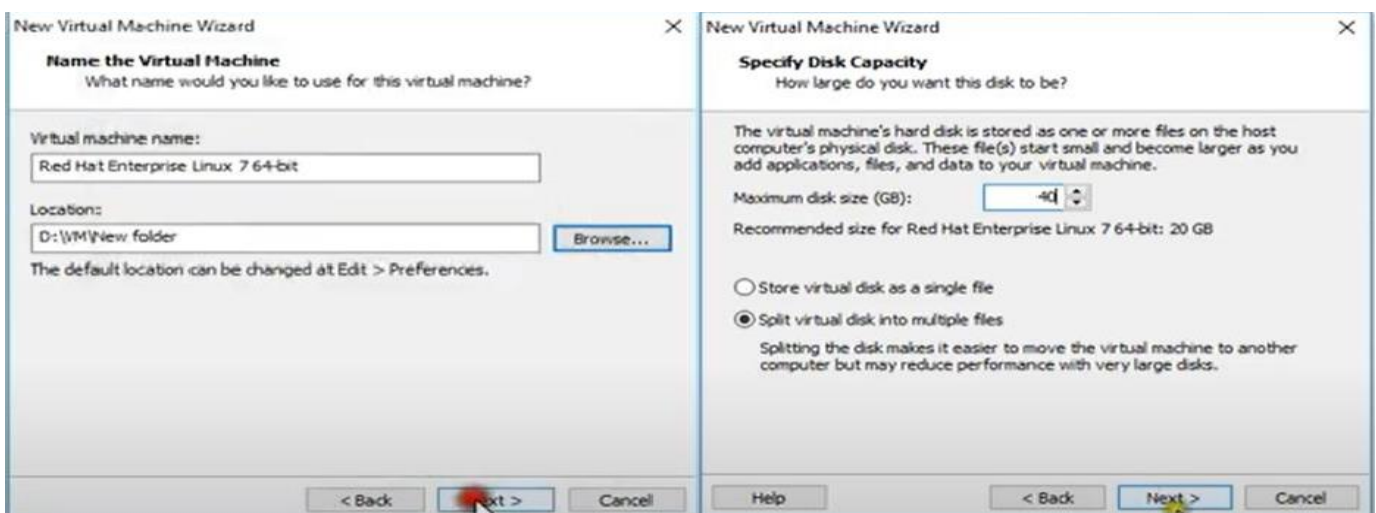 New Virtual Machine Wizard
Name the Virtual Machine
What name would you like to use for this virtual machine?
Virtual machine name:
Red Hat Enterprise Linux 7 64-bit
Location:
D:\VM\New folder
Browse...
The default location can be changed at Edit > Preferences.
< Back
Next >
Cancel
New Virtual Machine Wizard
Specify Disk Capacity
How large do you want this disk to be?
The virtual machine's hard disk is stored as one or more files on the host
computer's physical disk. These file(s) start small and become larger as you
add applications, files, and data to your virtual machine.
Maximum disk size (GB):
40
Recommended size for Red Hat Enterprise Linux 7 64-bit: 20 GB
Store virtual disk as a single file
Split virtual disk into multiple files
Splitting the disk makes it easier to move the virtual machine to another
computer but may reduce performance with very large disks.
Help
< Back
Next >
Cancel